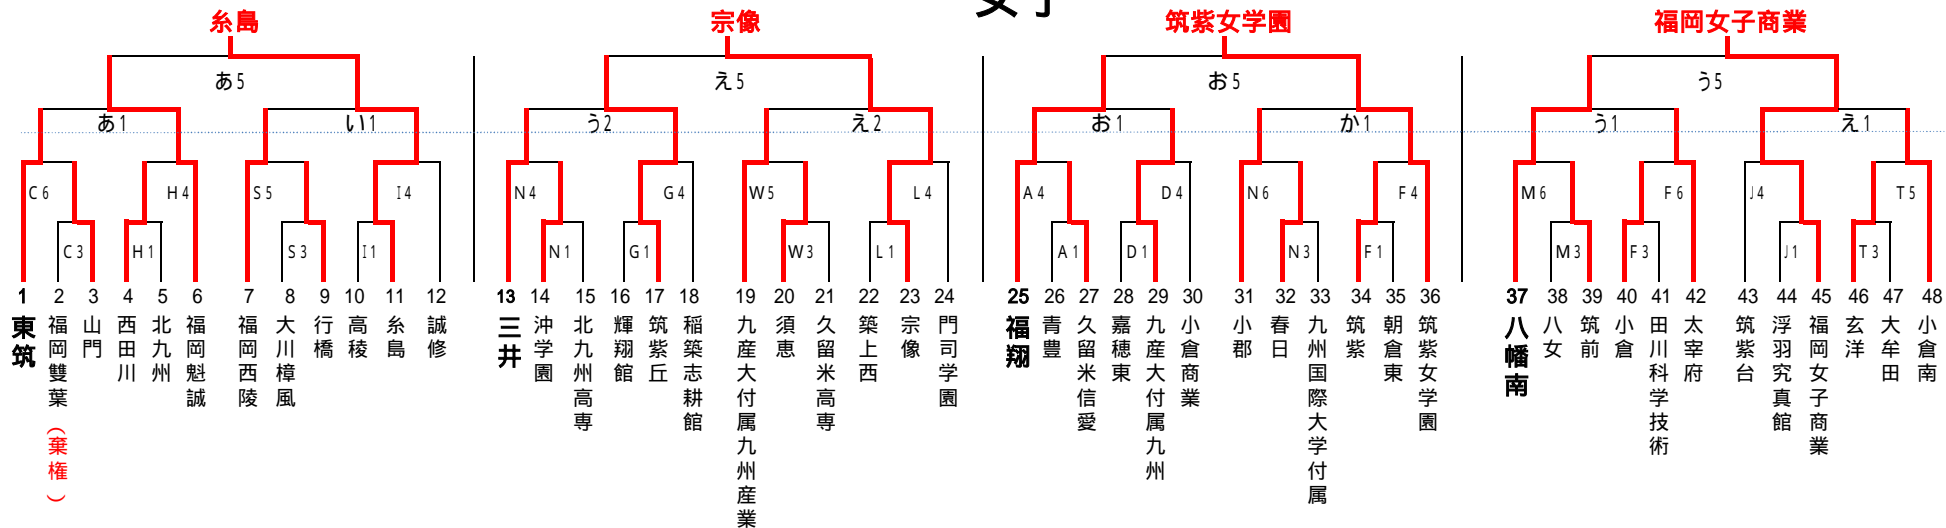 女子
糸島 宗像 筑紫女学園 福岡女子商業
あ5 え5 お5 う5
あ1 い1 う2 え2 お1 か1 う1 え1
C6 H4 S5 I4 N4 G4 W5 L4 A4 D4 N6 F4 M6 F6 J4 T5
C3 H1 S3 I1 N1 G1 W3 L1 A1 D1 N3 F1 M3 F3 J1 T3
1 東筑
2 福岡雙葉(棄権)
3 山門
4 西田川
5 北九州
6 福岡魁誠
7 福岡西陵
8 大川樟風
9 行橋
10 高稜
11 糸島
12 誠修
13 三井
14 沖学園
15 北九州高専
16 輝翔館
17 筑紫丘
18 稲築志耕館
19 九産大付属九州産業
20 須恵
21 久留米高専
22 築上西
23 宗像
24 門司学園
25 福翔
26 青豊
27 久留米信愛
28 嘉穂東
29 九産大付属九州
30 小倉商業
31 小郡
32 春日
33 九州国際大学付属
34 筑紫
35 朝倉東
36 筑紫女学園
37 八幡南
38 八女
39 筑前
40 小倉
41 田川科学技術
42 太宰府
43 筑紫台
44 浮羽究真館
45 福岡女子商業
46 玄洋
47 大牟田
48 小倉南